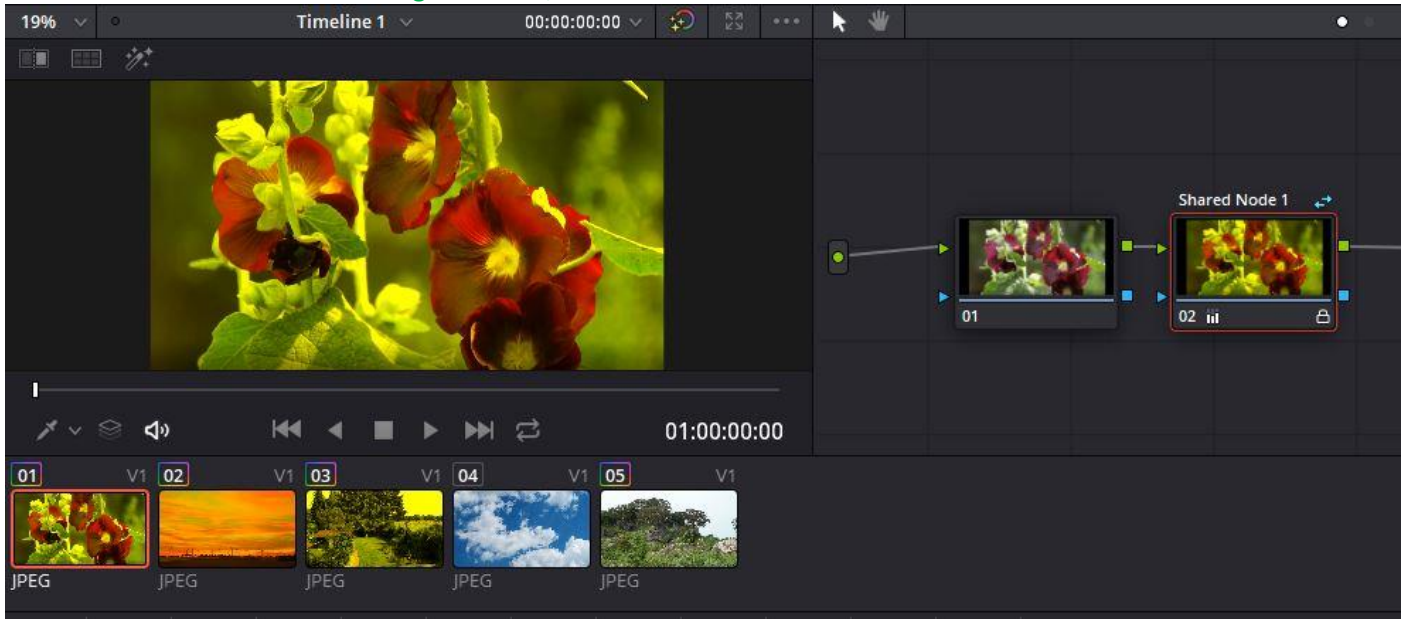 19% Timeline 1 00:00:00:00
Shared Node 1
01
02
01:00:00:00
01 V1 02 V1 03 V1 04 V1 05 V1
JPEG JPEG JPEG JPEG JPEG